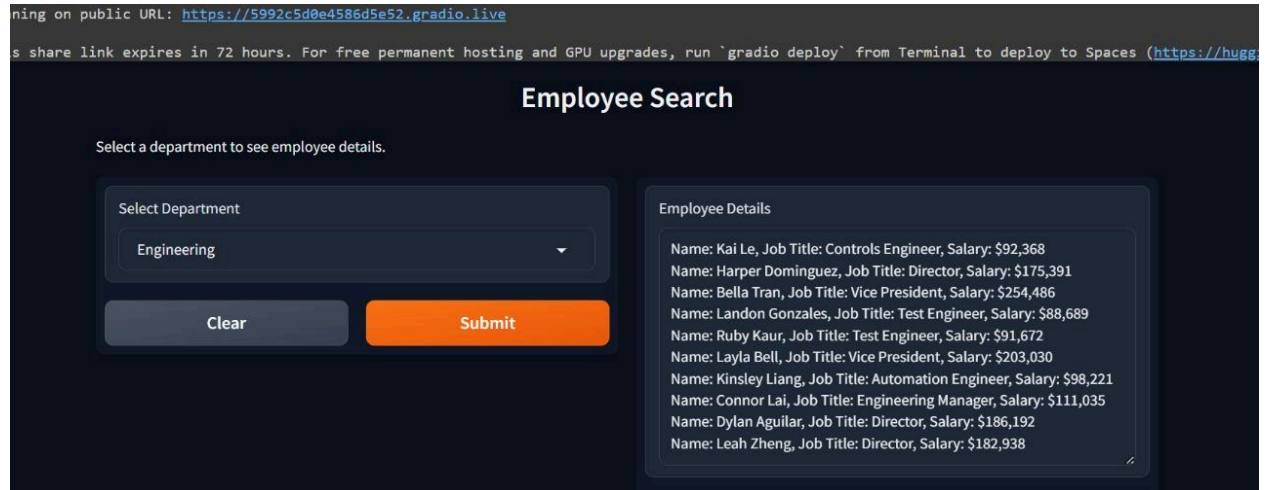 ning on public URL: https://5992c5d0e4586d5e52.gradio.live
s share link expires in 72 hours. For free permanent hosting and GPU upgrades, run `gradio deploy` from Terminal to deploy to Spaces (https://hugg
Employee Search
Select a department to see employee details.
Select Department
Engineering
Clear
Submit
Employee Details
Name: Kai Le, Job Title: Controls Engineer, Salary: $92,368
Name: Harper Dominguez, Job Title: Director, Salary: $175,391
Name: Bella Tran, Job Title: Vice President, Salary: $254,486
Name: Landon Gonzales, Job Title: Test Engineer, Salary: $88,689
Name: Ruby Kaur, Job Title: Test Engineer, Salary: $91,672
Name: Layla Bell, Job Title: Vice President, Salary: $203,030
Name: Kinsley Liang, Job Title: Automation Engineer, Salary: $98,221
Name: Connor Lai, Job Title: Engineering Manager, Salary: $111,035
Name: Dylan Aguilar, Job Title: Director, Salary: $186,192
Name: Leah Zheng, Job Title: Director, Salary: $182,938